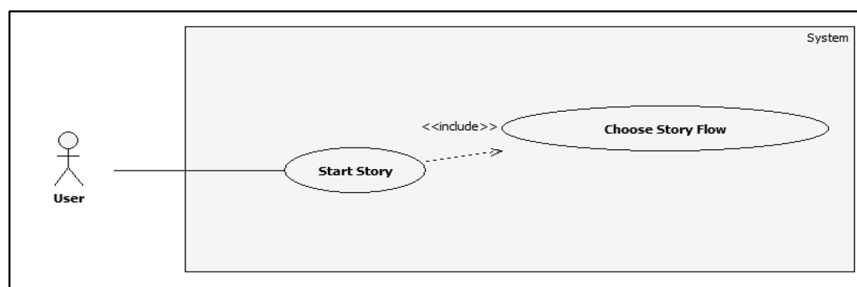 System
<<include>>
Choose Story Flow
Start Story
User